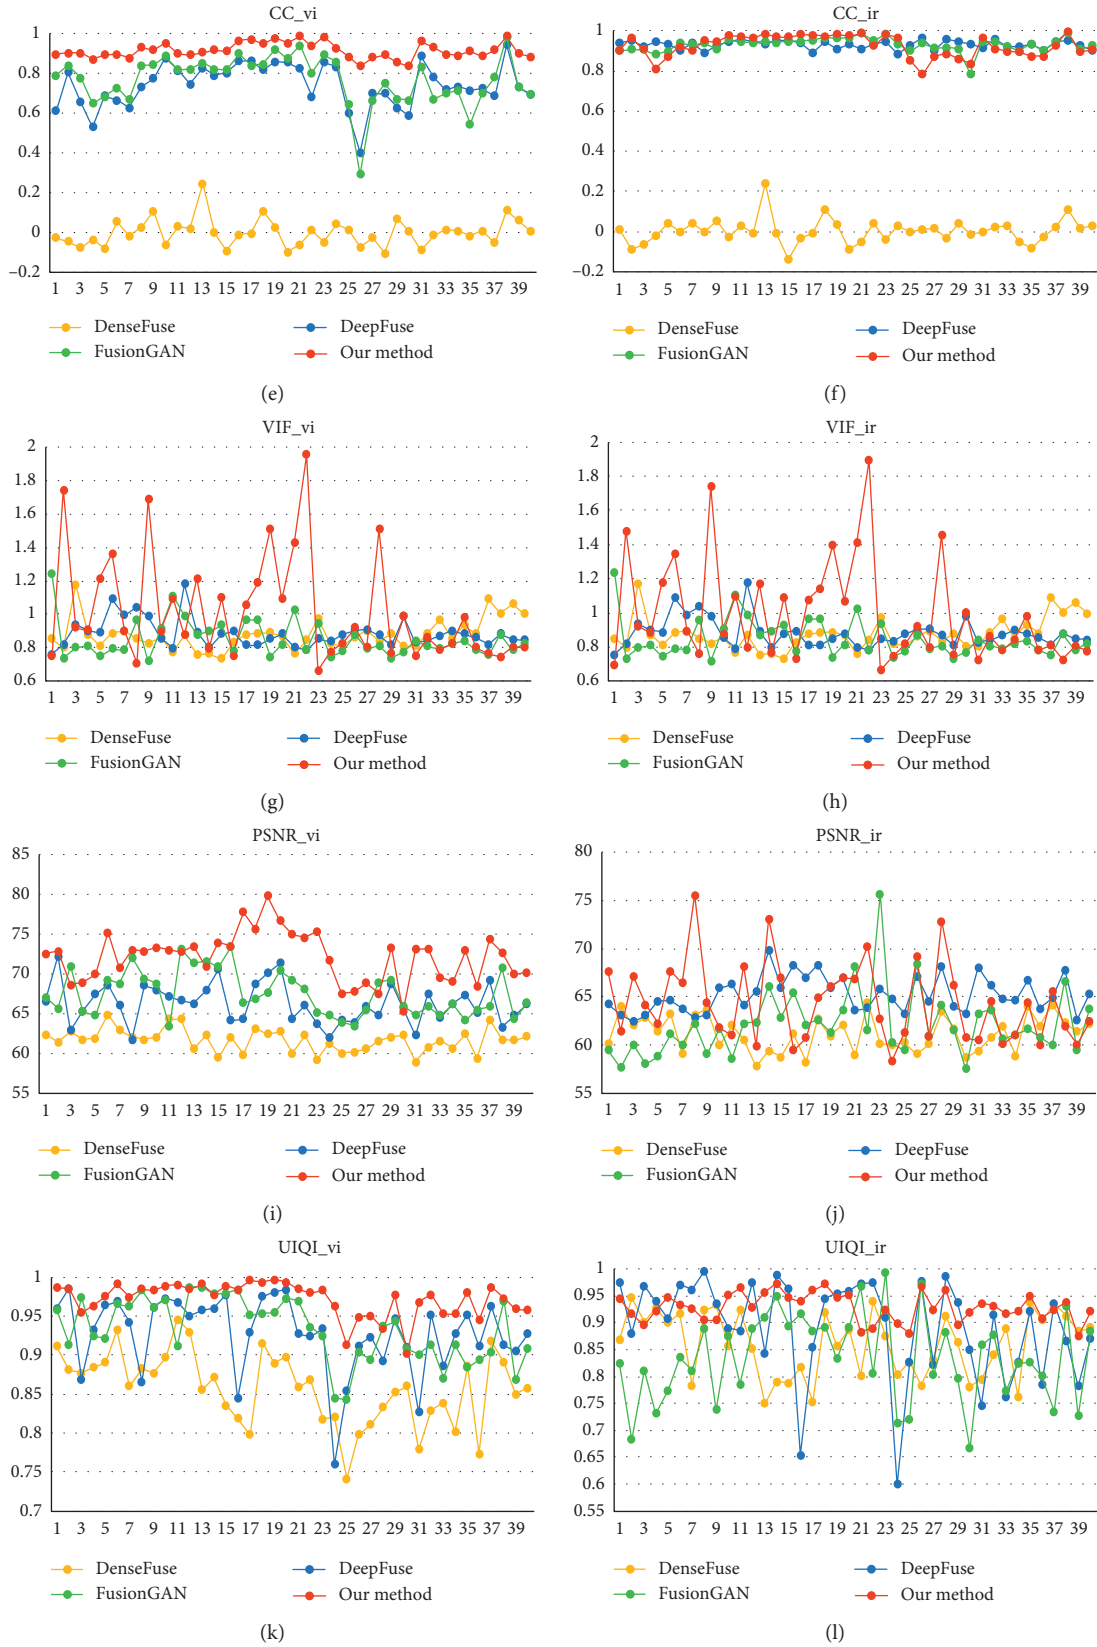 CC_vi
1
0.8
0.6
0.4
0.2
0
–0.2
1 3 5 7 9 11 13 15 17 19 21 23 25 27 29 31 33 35 37 39
DenseFuse DeepFuse
FusionGAN Our method
(e)
CC_ir
1
0.8
0.6
0.4
0.2
0
–0.2
1 3 5 7 9 11 13 15 17 19 21 23 25 27 29 31 33 35 37 39
DenseFuse DeepFuse
FusionGAN Our method
(f)
VIF_vi
2
1.8
1.6
1.4
1.2
1
0.8
0.6
1 3 5 7 9 11 13 15 17 19 21 23 25 27 29 31 33 35 37 39
DenseFuse DeepFuse
FusionGAN Our method
(g)
VIF_ir
2
1.8
1.6
1.4
1.2
1
0.8
0.6
1 3 5 7 9 11 13 15 17 19 21 23 25 27 29 31 33 35 37 39
DenseFuse DeepFuse
FusionGAN Our method
(h)
PSNR_vi
85
80
75
70
65
60
55
1 3 5 7 9 11 13 15 17 19 21 23 25 27 29 31 33 35 37 39
DenseFuse DeepFuse
FusionGAN Our method
(i)
PSNR_ir
80
75
70
65
60
55
1 3 5 7 9 11 13 15 17 19 21 23 25 27 29 31 33 35 37 39
DenseFuse DeepFuse
FusionGAN Our method
(j)
UIQI_vi
1
0.95
0.9
0.85
0.8
0.75
0.7
1 3 5 7 9 11 13 15 17 19 21 23 25 27 29 31 33 35 37 39
DenseFuse DeepFuse
FusionGAN Our method
(k)
UIQI_ir
1
0.95
0.9
0.85
0.8
0.75
0.7
0.65
0.6
0.55
1 3 5 7 9 11 13 15 17 19 21 23 25 27 29 31 33 35 37 39
DenseFuse DeepFuse
FusionGAN Our method
(l)